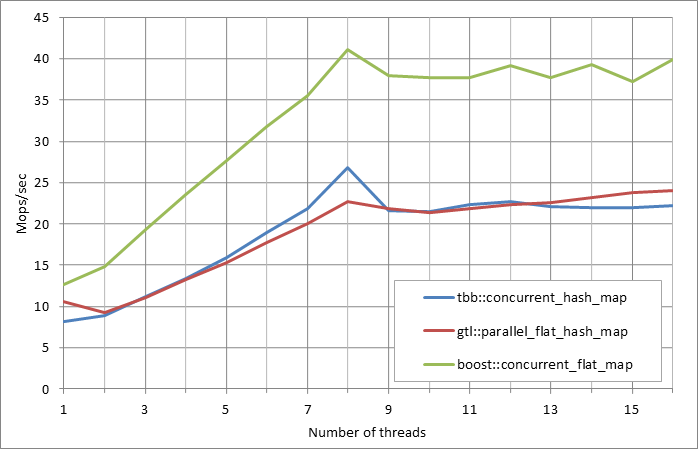 45
40
35
30
25
20
15
10
5
0
Mops/sec
tbb::concurrent_hash_map
gtl::parallel_flat_hash_map
boost::concurrent_flat_map
1 3 5 7 9 11 13 15
Number of threads